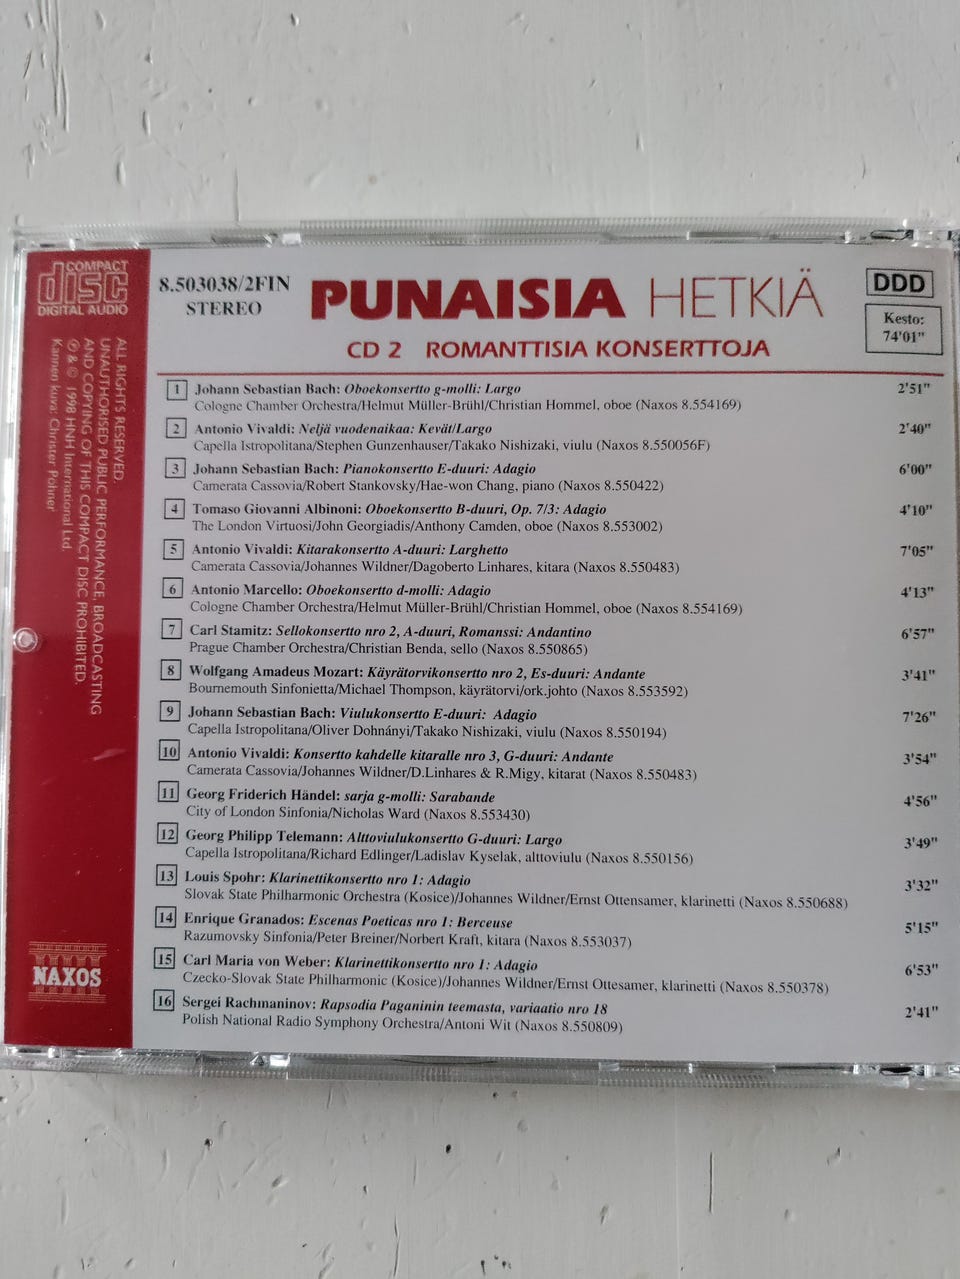 COMPACT
disc
DIGITAL AUDIO
8.503038/2FIN
STEREO
PUNAISIA HETKIÄ
CD 2 ROMANTTISIA KONSERTTOJA
DDD
Kesto:
74'01"
1 Johann Sebastian Bach: Oboekonsertto g-molli: Largo 2'51"
Cologne Chamber Orchestra/Helmut Müller-Brühl/Christian Hommel, oboe (Naxos 8.554169)
2 Antonio Vivaldi: Neljä vuodenaikaa: Kevät/Largo 2'40"
Capella Istropolitana/Stephen Gunzenhauser/Takako Nishizaki, viulu (Naxos 8.550056F)
3 Johann Sebastian Bach: Pianokonsertto E-duuri: Adagio 6'00"
Camerata Cassovia/Robert Stankovsky/Hae-won Chang, piano (Naxos 8.550422)
4 Tomaso Giovanni Albinoni: Oboekonsertto B-duuri, Op. 7/3: Adagio 4'10"
The London Virtuosi/John Georgiadis/Anthony Camden, oboe (Naxos 8.553002)
5 Antonio Vivaldi: Kitarakonsertto A-duuri: Larghetto 7'05"
Camerata Cassovia/Johannes Wildner/Dagoberto Linhares, kitara (Naxos 8.550483)
6 Antonio Marcello: Oboekonsertto d-molli: Adagio 4'13"
Cologne Chamber Orchestra/Helmut Müller-Brühl/Christian Hommel, oboe (Naxos 8.554169)
7 Carl Stamitz: Sellokonsertto nro 2, A-duuri, Romanssi: Andantino 6'57"
Prague Chamber Orchestra/Christian Benda, sello (Naxos 8.550865)
8 Wolfgang Amadeus Mozart: Käyrätorvikonsertto nro 2, Es-duuri: Andante 3'41"
Bournemouth Sinfonietta/Michael Thompson, käyrätorvi/ork.johto (Naxos 8.553592)
9 Johann Sebastian Bach: Viulukonsertto E-duuri: Adagio 7'26"
Capella Istropolitana/Oliver Dohnányi/Takako Nishizaki, viulu (Naxos 8.550194)
10 Antonio Vivaldi: Konsertto kahdelle kitaralle nro 3, G-duuri: Andante 3'54"
Camerata Cassovia/Johannes Wildner/D.Linhares & R.Migy, kitarat (Naxos 8.550483)
11 Georg Friderich Händel: sarja g-molli: Sarabande 4'56"
City of London Sinfonia/Nicholas Ward (Naxos 8.553430)
12 Georg Philipp Telemann: Alttoviulukonsertto G-duuri: Largo 3'49"
Capella Istropolitana/Richard Edlinger/Ladislav Kyselak, alttoviulu (Naxos 8.550156)
13 Louis Spohr: Klarinettikonsertto nro 1: Adagio 3'32"
Slovak State Philharmonic Orchestra (Kosice)/Johannes Wildner/Ernst Ottensamer, klarinetti (Naxos 8.550688)
14 Enrique Granados: Escenas Poeticas nro 1: Berceuse 5'15"
Razumovsky Sinfonia/Peter Breiner/Norbert Kraft, kitara (Naxos 8.553037)
15 Carl Maria von Weber: Klarinettikonsertto nro 1: Adagio 6'53"
Czecko-Slovak State Philharmonic (Kosice)/Johannes Wildner/Ernst Ottesamer, klarinetti (Naxos 8.550378)
16 Sergei Rachmaninov: Rapsodia Paganinin teemasta, variaatio nro 18 2'41"
Polish National Radio Symphony Orchestra/Antoni Wit (Naxos 8.550809)
ALL RIGHTS RESERVED.
UNAUTHORISED PUBLIC PERFORMANCE, BROADCASTING
AND COPYING OF THIS COMPACT DISC PROHIBITED.
℗ & © 1998 HNH International Ltd.
Kannen kuva: Christer Pöhner
NAXOS